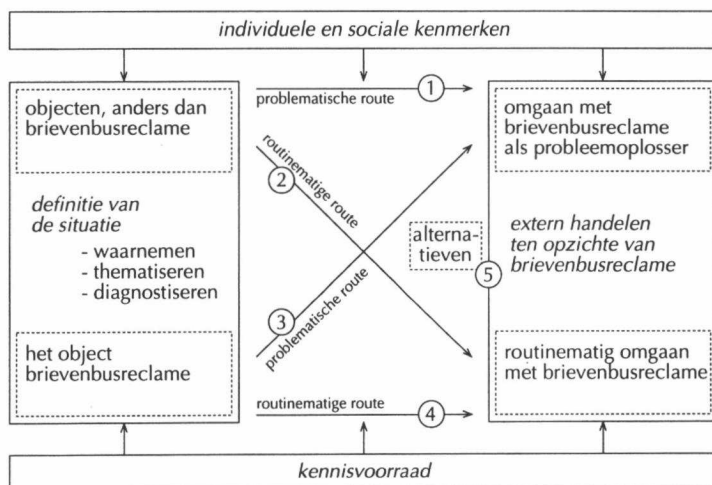 individuele en sociale kenmerken
objecten, anders dan
brievenbusreclame
definitie van
de situatie
- waarnemen
- thematiseren
- diagnostiseren
het object
brievenbusreclame
1
problematische route
2
routinematige route
3
problematische route
routinematige route
4
alterna-
tieven
5
omgaan met
brievenbusreclame
als probleemoplosser
extern handelen
ten opzichte van
brievenbusreclame
routinematig omgaan
met brievenbusreclame
kennisvoorraad